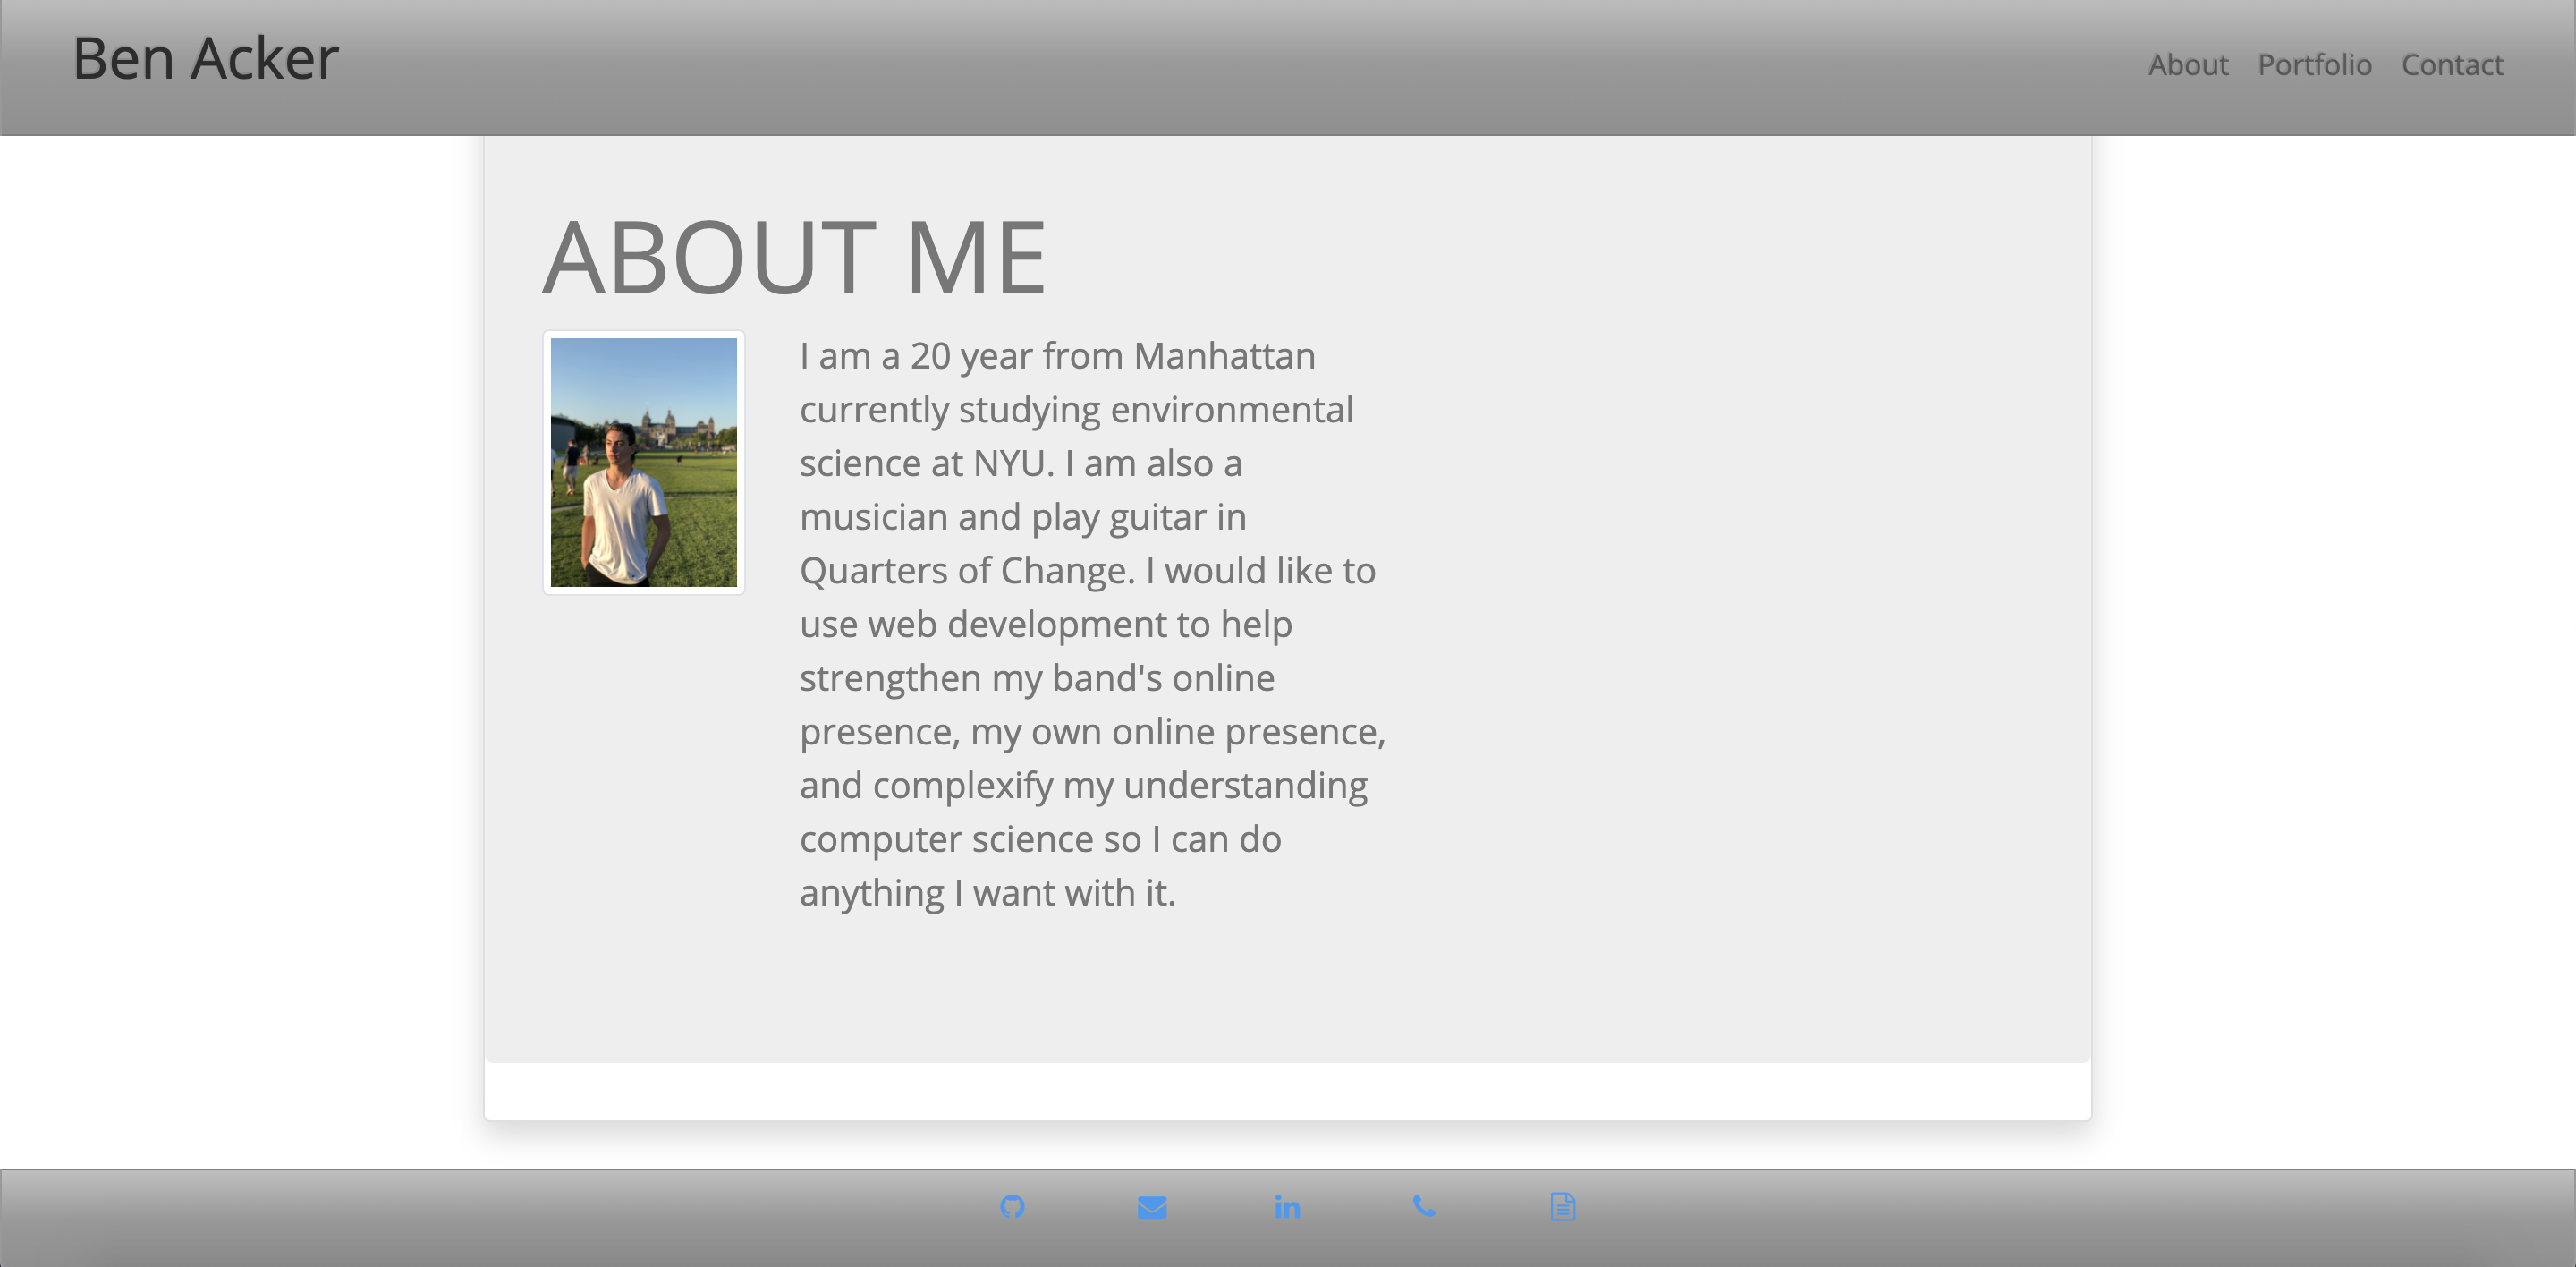 Ben Acker
About Portfolio Contact
ABOUT ME
I am a 20 year from Manhattan
currently studying environmental
science at NYU. I am also a
musician and play guitar in
Quarters of Change. I would like to
use web development to help
strengthen my band's online
presence, my own online presence,
and complexify my understanding
computer science so I can do
anything I want with it.
in